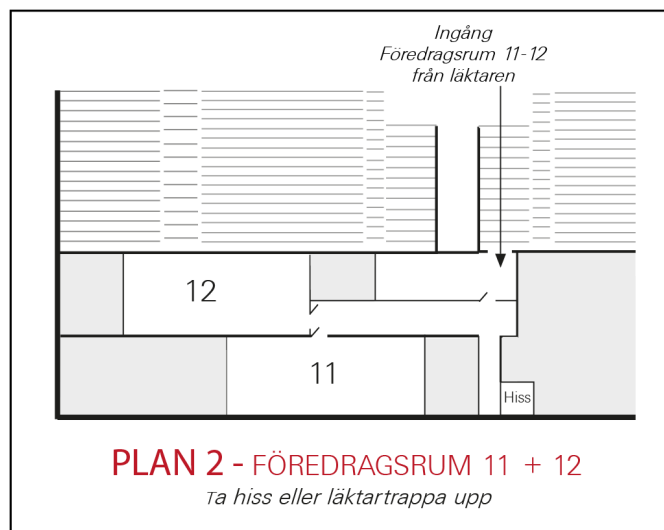 Ingång
Föredragsrum 11-12
från läktaren
12
11
Hiss
PLAN 2 - FÖREDRAGSRUM 11 + 12
Ta hiss eller läktartrappa upp